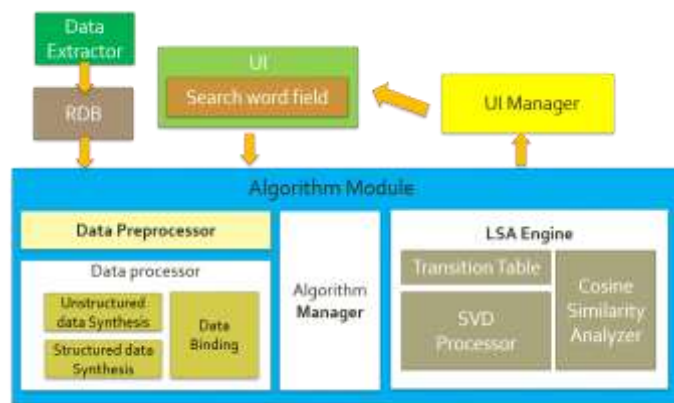 Data
Extractor
RDB
UI
Search word field
UI Manager
Algorithm Module
Data Preprocessor
Data processor
Unstructured
data Synthesis
Structured data
Synthesis
Data
Binding
Algorithm
Manager
LSA Engine
Transition Table
SVD
Processor
Cosine
Similarity
Analyzer